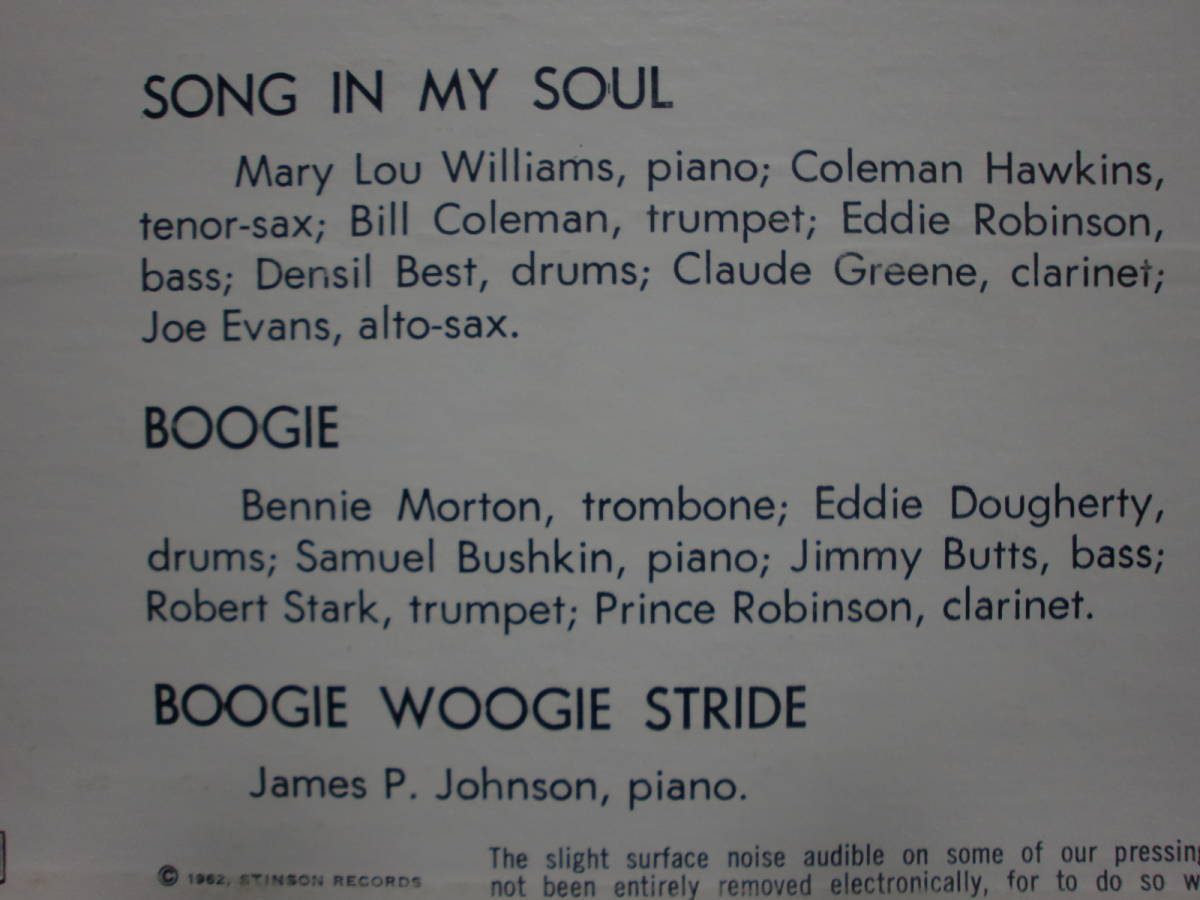 SONG IN MY SOUL
Mary Lou Williams, piano; Coleman Hawkins,
tenor-sax; Bill Coleman, trumpet; Eddie Robinson,
bass; Densil Best, drums; Claude Greene, clarinet;
Joe Evans, alto-sax.
BOOGIE
Bennie Morton, trombone; Eddie Dougherty,
drums; Samuel Bushkin, piano; Jimmy Butts, bass;
Robert Stark, trumpet; Prince Robinson, clarinet.
BOOGIE WOOGIE STRIDE
James P. Johnson, piano.
© 1962, STINSON RECORDS
The slight surface noise audible on some of our pressing
not been entirely removed electronically, for to do so w